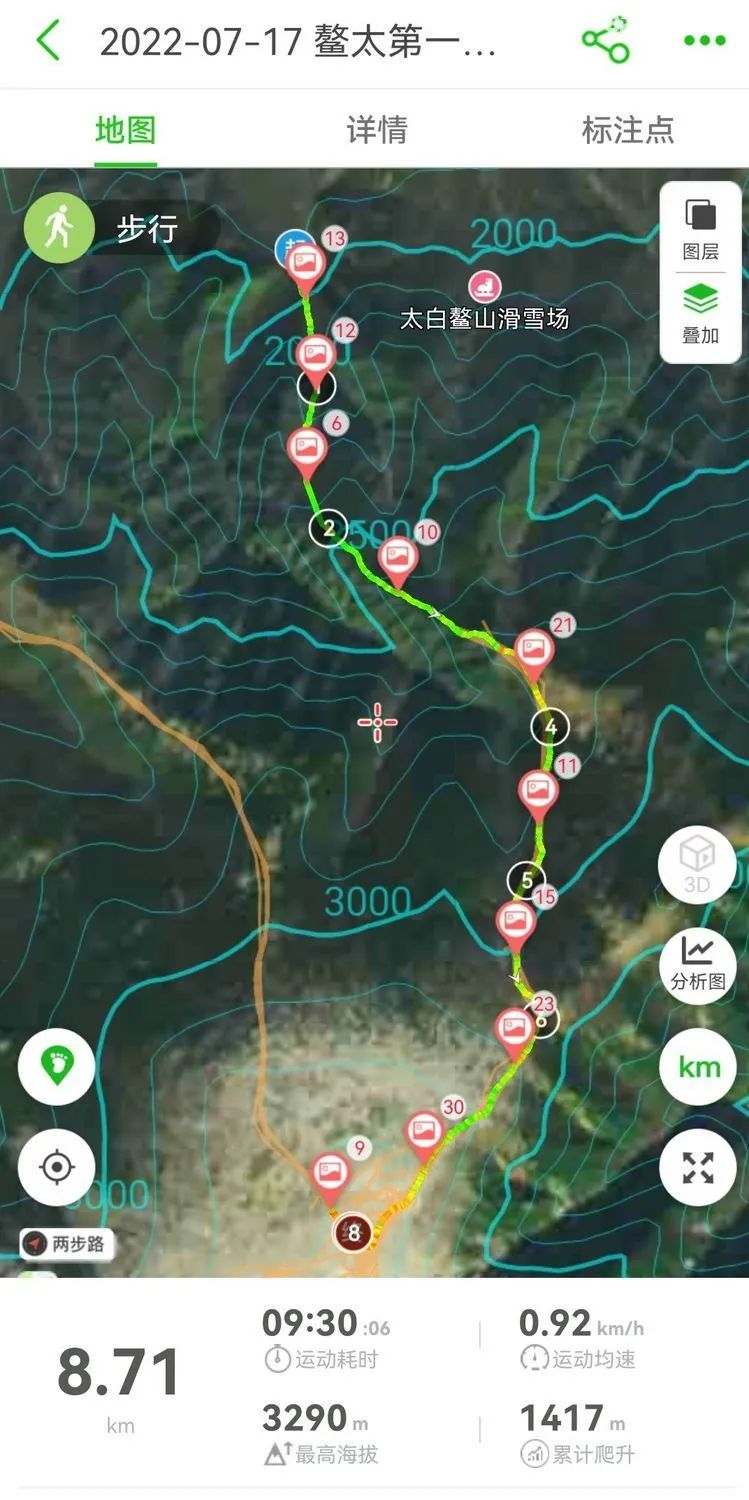 2022-07-17 鳌太第一...
地图
详情
标注点
步行
图层
叠加
2000
太白鳌山滑雪场
13
12
6
2
10
21
4
11
5
15
3000
3D
分析图
23
km
30
9
8
两步路
8.71
km
09:30:06
运动耗时
0.92 km/h
运动均速
3290 m
最高海拔
1417 m
累计爬升